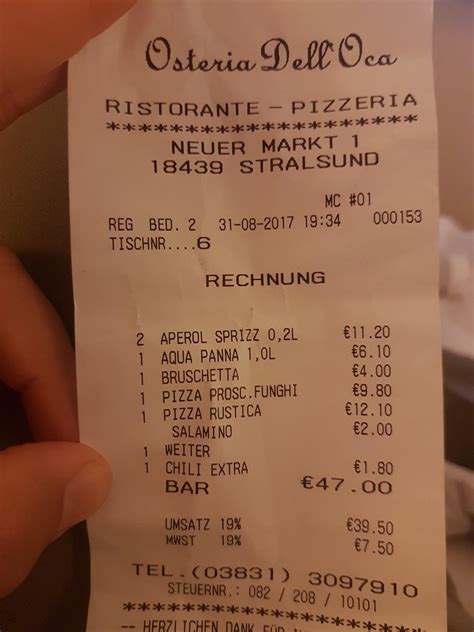 Osteria Dell'Oca
RISTORANTE – PIZZERIA
******************************
NEUER MARKT 1
18439 STRALSUND
MC #01
REG BED. 2 31-08-2017 19:34 000153
TISCHNR....6
RECHNUNG
2 APEROL SPRIZZ 0,2L €11.20
1 AQUA PANNA 1,0L €6.10
1 BRUSCHETTA €4.00
1 PIZZA PROSC.FUNGHI €9.80
1 PIZZA RUSTICA €12.10
SALAMINO €2.00
1 WEITER
1 CHILI EXTRA €1.80
BAR €47.00
UMSATZ 19% €39.50
MWST 19% €7.50
TEL.(03831) 3097910
STEUERNR.: 082 / 208 / 10101
******************************
-- HERZLICHEN DANK FÜR